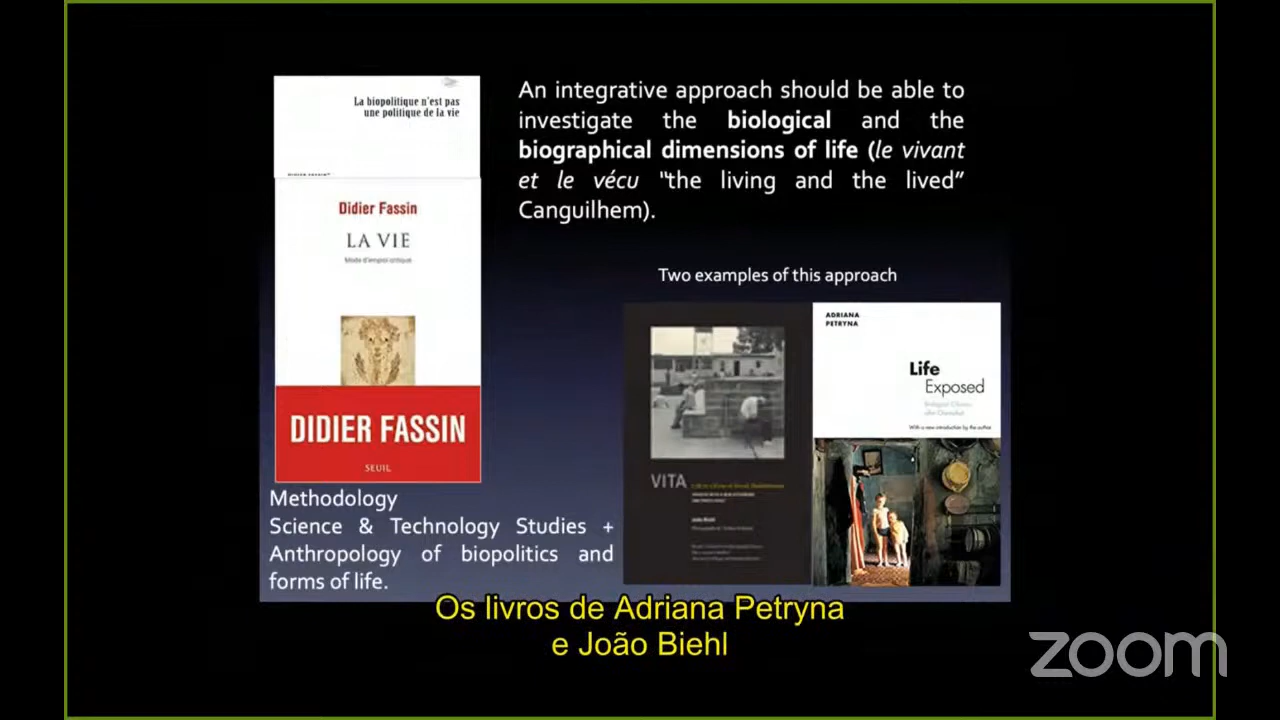 La biopolitique n'est pas
une politique de la vie
Didier Fassin
LA VIE
Mode d'emploi critique
DIDIER FASSIN
SEUIL
Methodology
Science & Technology Studies +
Anthropology of biopolitics and
forms of life.
An integrative approach should be able to
investigate the biological and the
biographical dimensions of life (le vivant
et le vécu "the living and the lived"
Canguilhem).
Two examples of this approach
VITA
ADRIANA
PETRYNA
Life
Exposed
With a new introduction by the author
Os livros de Adriana Petryna
e João Biehl
zoom